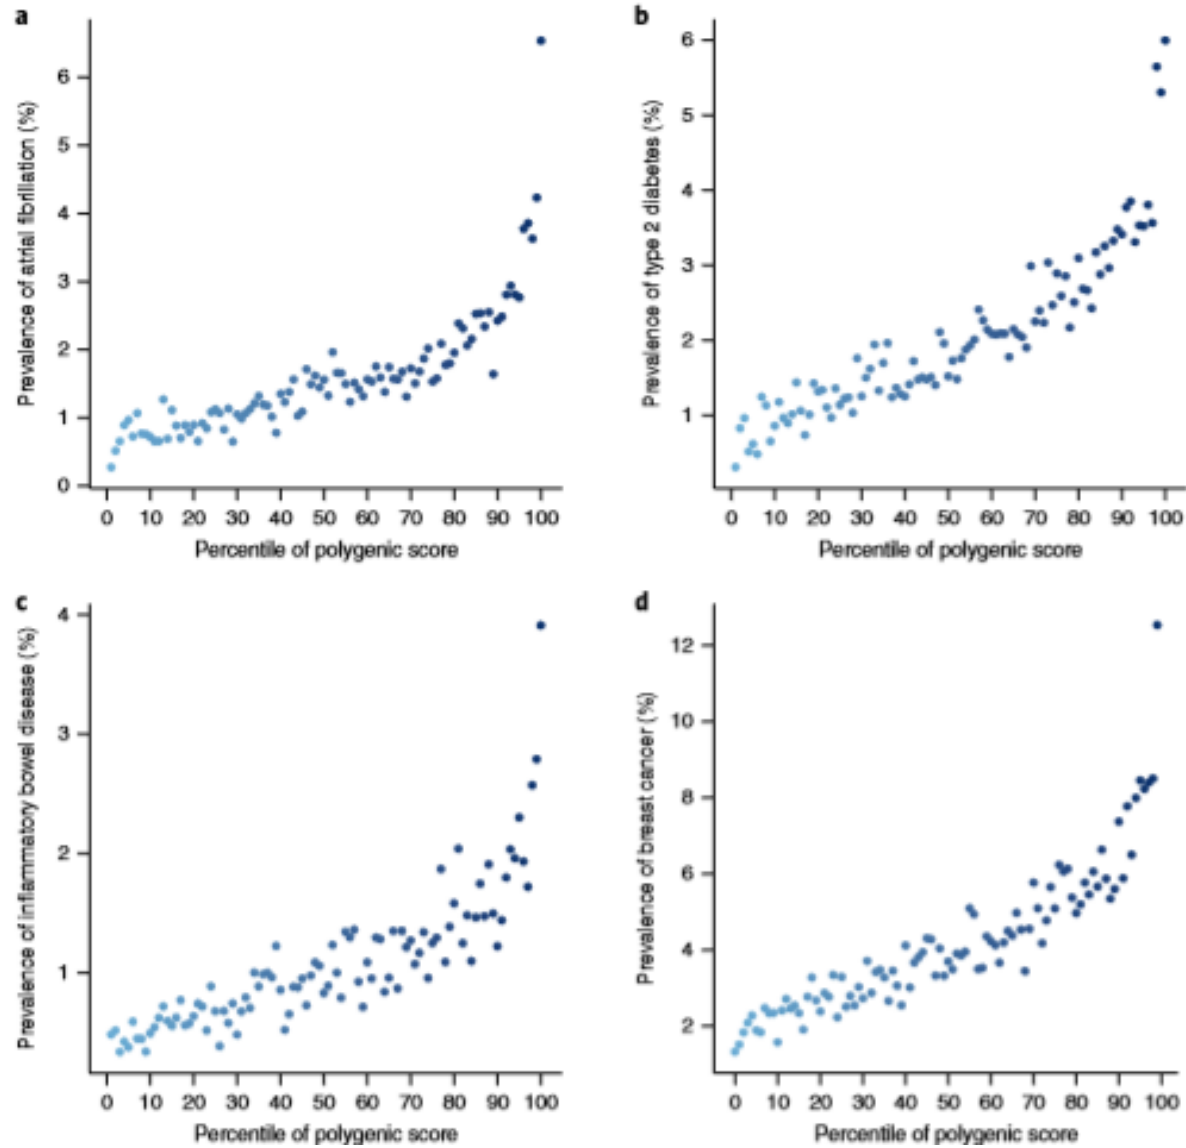 a
Prevalence of atrial fibrillation (%)
6
5
4
3
2
1
0
0 10 20 30 40 50 60 70 80 90 100
Percentile of polygenic score
b
Prevalence of type 2 diabetes (%)
6
5
4
3
2
1
0 10 20 30 40 50 60 70 80 90 100
Percentile of polygenic score
c
Prevalence of inflammatory bowel disease (%)
4
3
2
1
0 10 20 30 40 50 60 70 80 90 100
Percentile of polygenic score
d
Prevalence of breast cancer (%)
12
10
8
6
4
2
0 10 20 30 40 50 60 70 80 90 100
Percentile of polygenic score